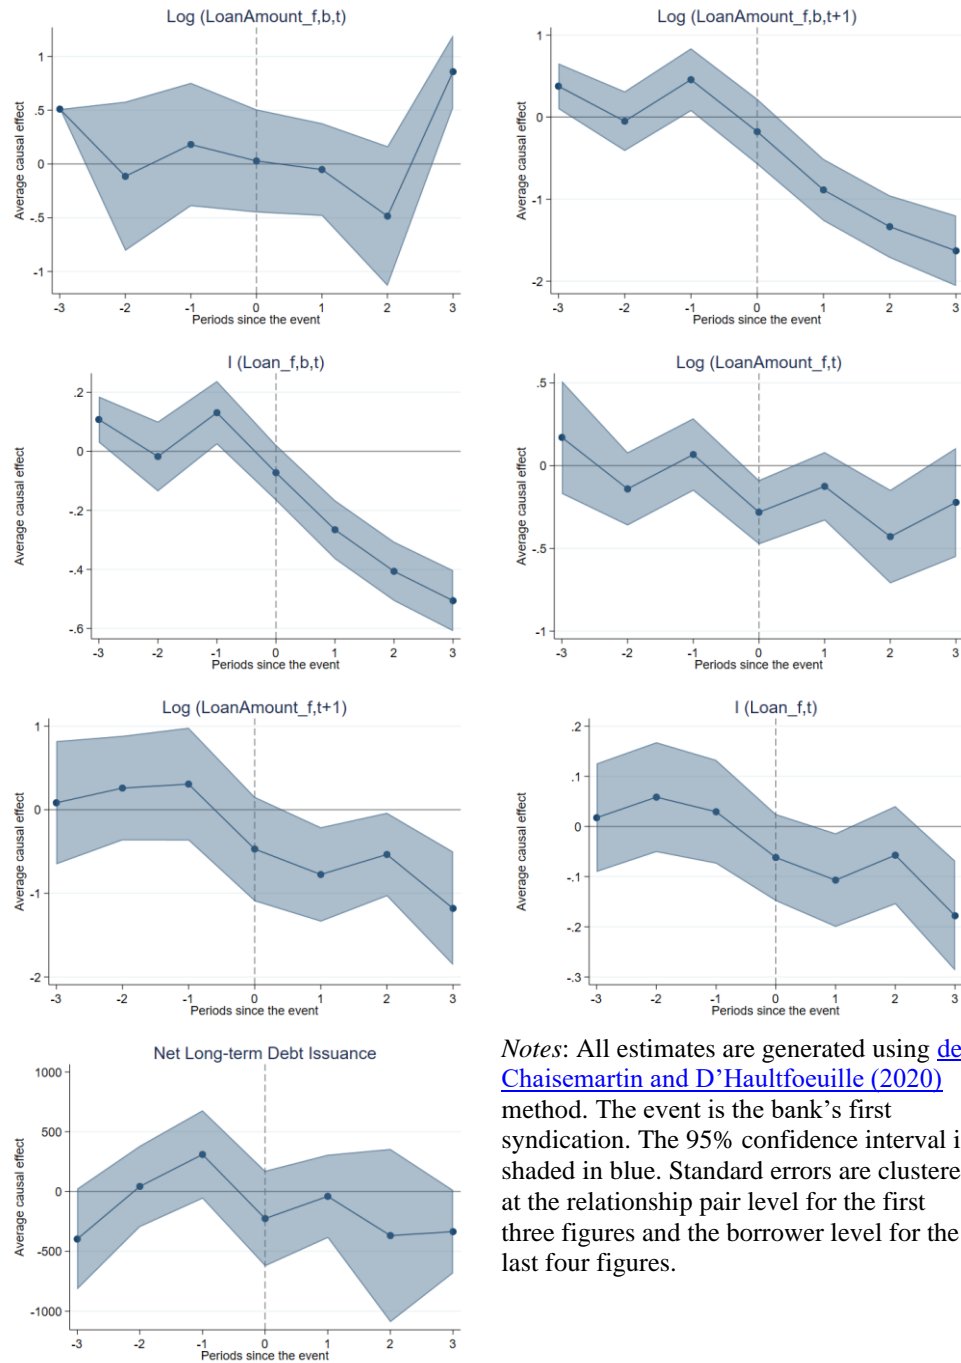 Log (LoanAmount_f,b,t)
Average causal effect
1
.5
0
-.5
-1
-3 -2 -1 0 1 2 3
Periods since the event
Log (LoanAmount_f,b,t+1)
Average causal effect
1
0
-1
-2
-3 -2 -1 0 1 2 3
Periods since the event
I (Loan_f,b,t)
Average causal effect
.2
0
-.2
-.4
-.6
-3 -2 -1 0 1 2 3
Periods since the event
Log (LoanAmount_f,t)
Average causal effect
.5
0
-.5
-1
-3 -2 -1 0 1 2 3
Periods since the event
Log (LoanAmount_f,t+1)
Average causal effect
1
0
-1
-2
-3 -2 -1 0 1 2 3
Periods since the event
I (Loan_f,t)
Average causal effect
.2
.1
0
-.1
-.2
-.3
-3 -2 -1 0 1 2 3
Periods since the event
Net Long-term Debt Issuance
Average causal effect
1000
500
0
-500
-1000
-3 -2 -1 0 1 2 3
Periods since the event
Notes: All estimates are generated using de
Chaisemartin and D’Haultfoeuille (2020)
method. The event is the bank’s first
syndication. The 95% confidence interval i
shaded in blue. Standard errors are clustere
at the relationship pair level for the first
three figures and the borrower level for the
last four figures.